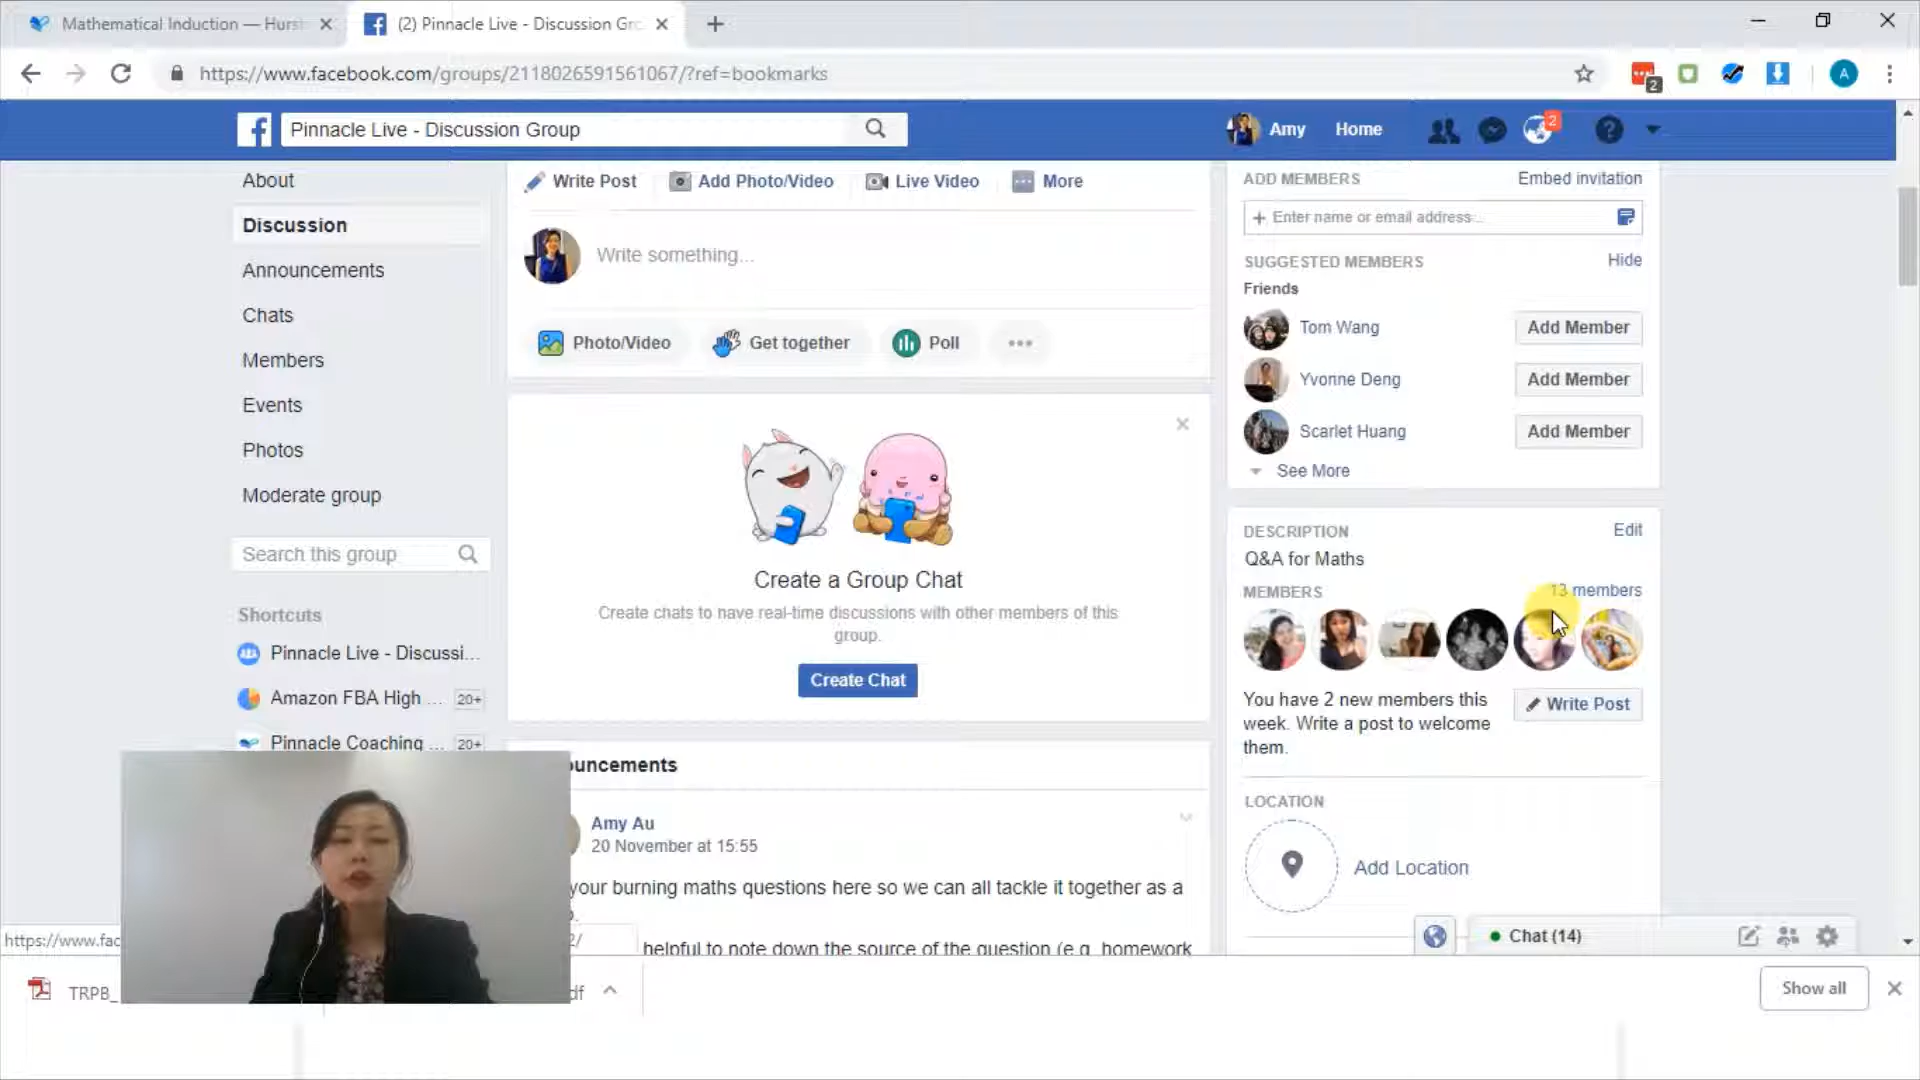 Mathematical Induction — Hurst
(2) Pinnacle Live - Discussion Gro
https://www.facebook.com/groups/2118026591561067/?ref=bookmarks
2
A
Pinnacle Live - Discussion Group
Amy
Home
2
About
Discussion
Announcements
Chats
Members
Events
Photos
Moderate group
Search this group
Shortcuts
Pinnacle Live - Discussi...
Amazon FBA High ...
20+
Pinnacle Coaching ...
20+
Write Post
Add Photo/Video
Live Video
More
Write something...
Photo/Video
Get together
Poll
Create a Group Chat
Create chats to have real-time discussions with other members of this
group.
Create Chat
uncements
Amy Au
20 November at 15:55
your burning maths questions here so we can all tackle it together as a
helpful to note down the source of the question (e.g. homework
ADD MEMBERS
Embed invitation
+ Enter name or email address...
SUGGESTED MEMBERS
Hide
Friends
Tom Wang
Add Member
Yvonne Deng
Add Member
Scarlet Huang
Add Member
See More
DESCRIPTION
Edit
Q&A for Maths
MEMBERS
13 members
You have 2 new members this
week. Write a post to welcome
them.
Write Post
LOCATION
Add Location
Chat (14)
https://www.fac
2/
TRPB_
df
Show all